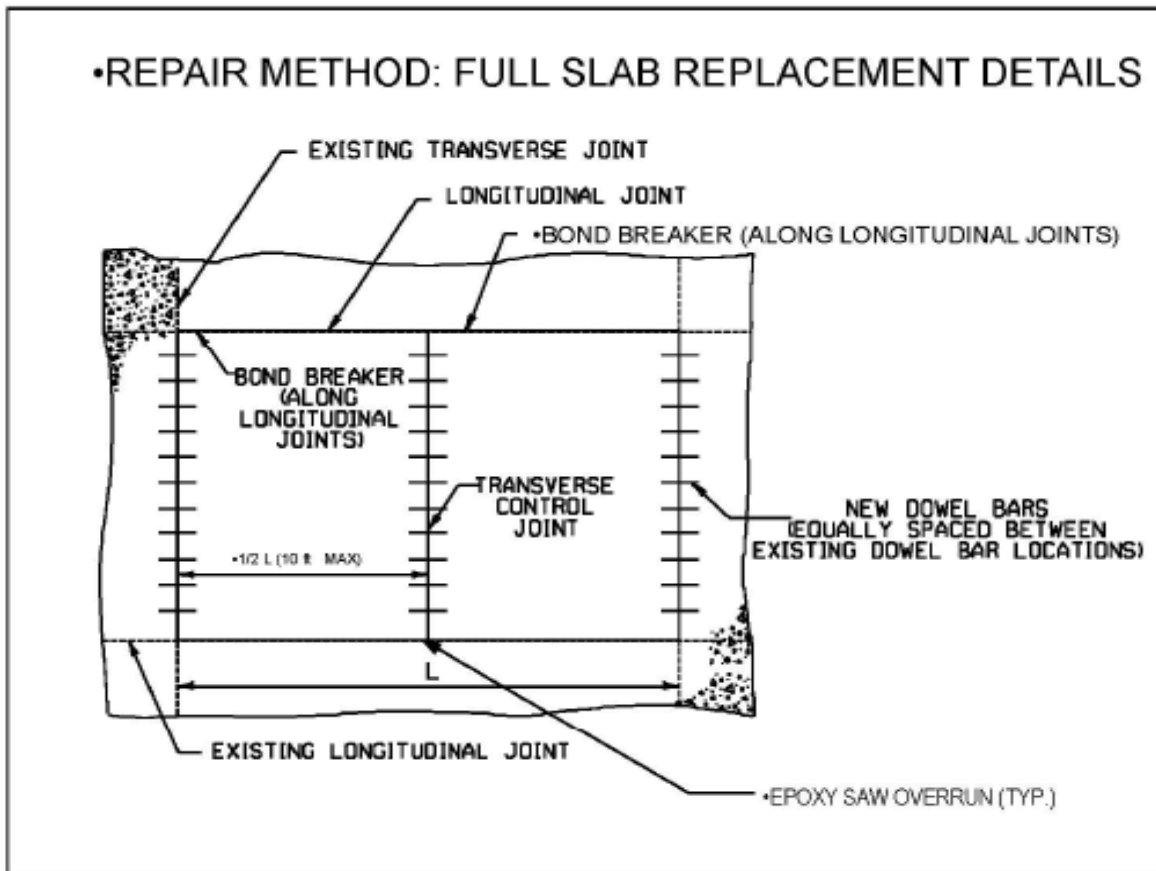 •REPAIR METHOD: FULL SLAB REPLACEMENT DETAILS
EXISTING TRANSVERSE JOINT
LONGITUDINAL JOINT
•BOND BREAKER (ALONG LONGITUDINAL JOINTS)
BOND BREAKER
(ALONG
LONGITUDINAL
JOINTS)
TRANSVERSE
CONTROL
JOINT
NEW DOWEL BARS
(EQUALLY SPACED BETWEEN
EXISTING DOWEL BAR LOCATIONS)
•1/2 L (10 ft MAX)
L
EXISTING LONGITUDINAL JOINT
•EPOXY SAW OVERRUN (TYP.)